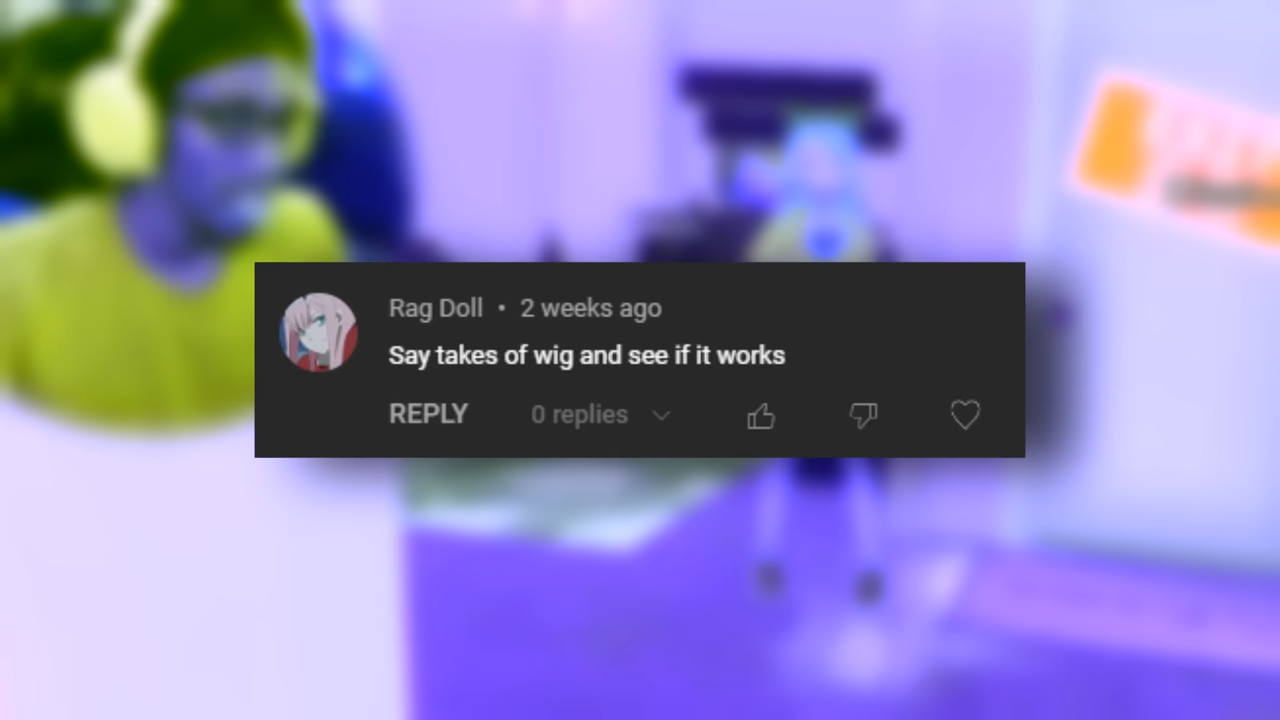 Rag Doll • 2 weeks ago
Say takes of wig and see if it works
REPLY 0 replies